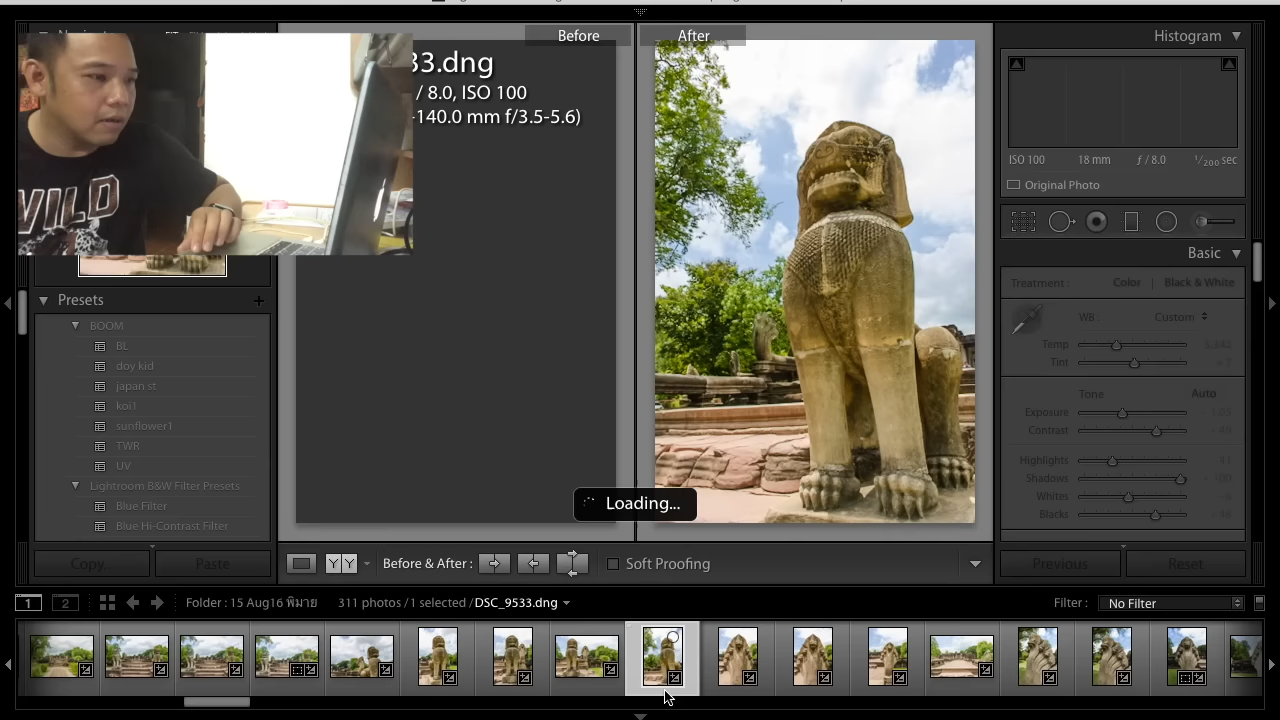 Before
After
Histogram
33.dng
/ 8.0, ISO 100
-140.0 mm f/3.5-5.6)
WILD
ISO 100 18 mm ƒ / 8.0 1/200 sec
Original Photo
Basic
Treatment : Color | Black & White
WB: Custom
Temp
Tint + 7
Tone Auto
Exposure
Contrast
Highlights
Shadows
Whites
Blacks
Presets +
BOOM
BL
doy kid
japan st
koi1
sunflower1
TWR
UV
Lightroom B&W Filter Presets
Blue Filter
Blue Hi-Contrast Filter
Loading...
Copy... Paste
YY Before & After : Soft Proofing
Previous Reset
1 2 Folder : 15 Aug16 พิมาย 311 photos / 1 selected / DSC_9533.dng Filter : No Filter